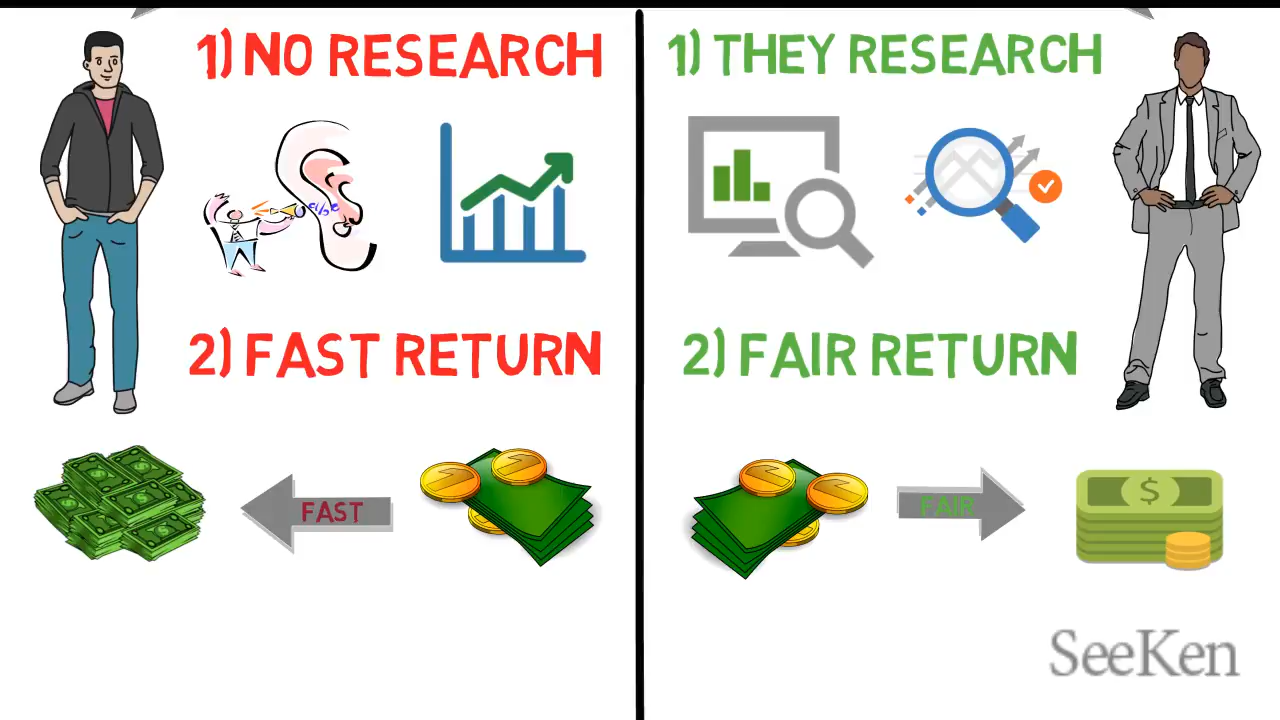 1) NO RESEARCH
2) FAST RETURN
FAST
1) THEY RESEARCH
2) FAIR RETURN
FAIR
$
SeeKen